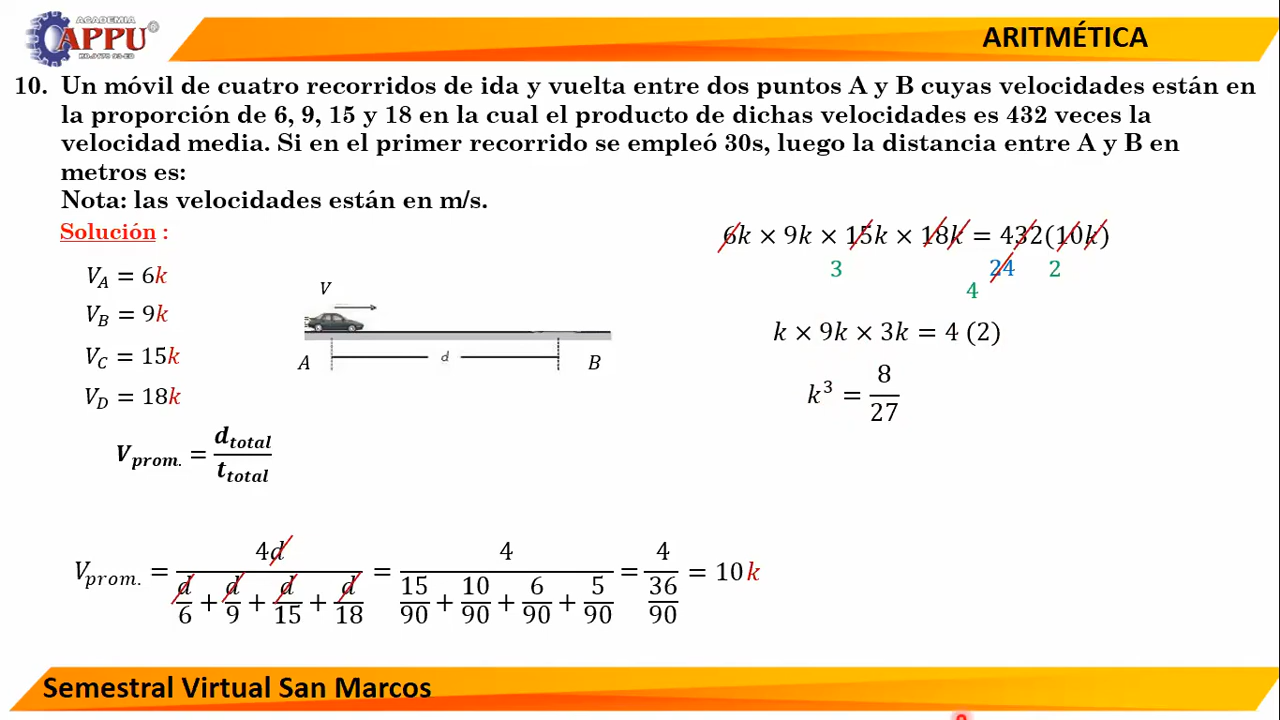 ACADEMIA
APPU
ARITMÉTICA
10. Un móvil de cuatro recorridos de ida y vuelta entre dos puntos A y B cuyas velocidades están en
la proporción de 6, 9, 15 y 18 en la cual el producto de dichas velocidades es 432 veces la
velocidad media. Si en el primer recorrido se empleó 30s, luego la distancia entre A y B en
metros es:
Nota: las velocidades están en m/s.
Solución :
V_A = 6k
V_B = 9k
V_C = 15k
V_D = 18k
V
A d B
V_prom. = d_total / t_total
V_prom. = 4d / (d/6 + d/9 + d/15 + d/18) = 4 / (15/90 + 10/90 + 6/90 + 5/90) = 4 / (36/90) = 10k
6k × 9k × 15k × 18k = 432(10k)
3 24 2
4
k × 9k × 3k = 4 (2)
k³ = 8/27
Semestral Virtual San Marcos